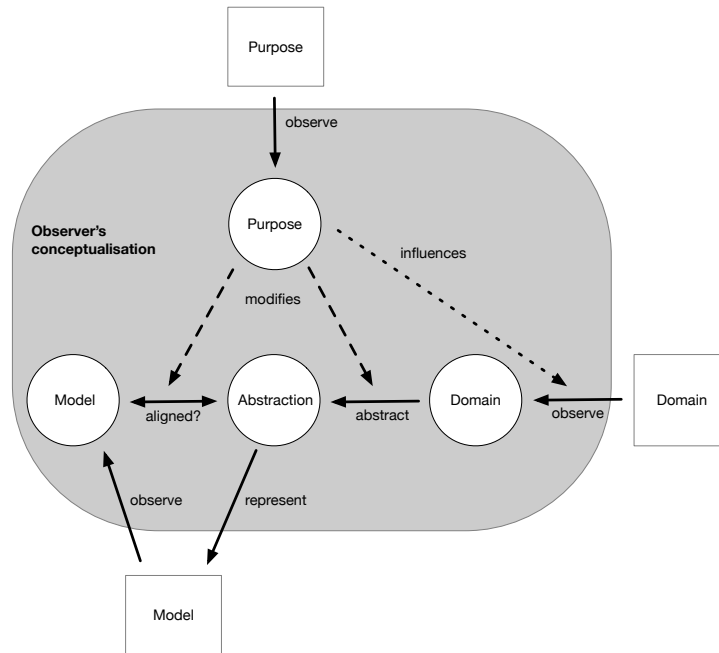 Purpose
observe
Observer's
conceptualisation
Purpose
influences
modifies
Model
aligned?
Abstraction
abstract
Domain
observe
Domain
observe
represent
Model